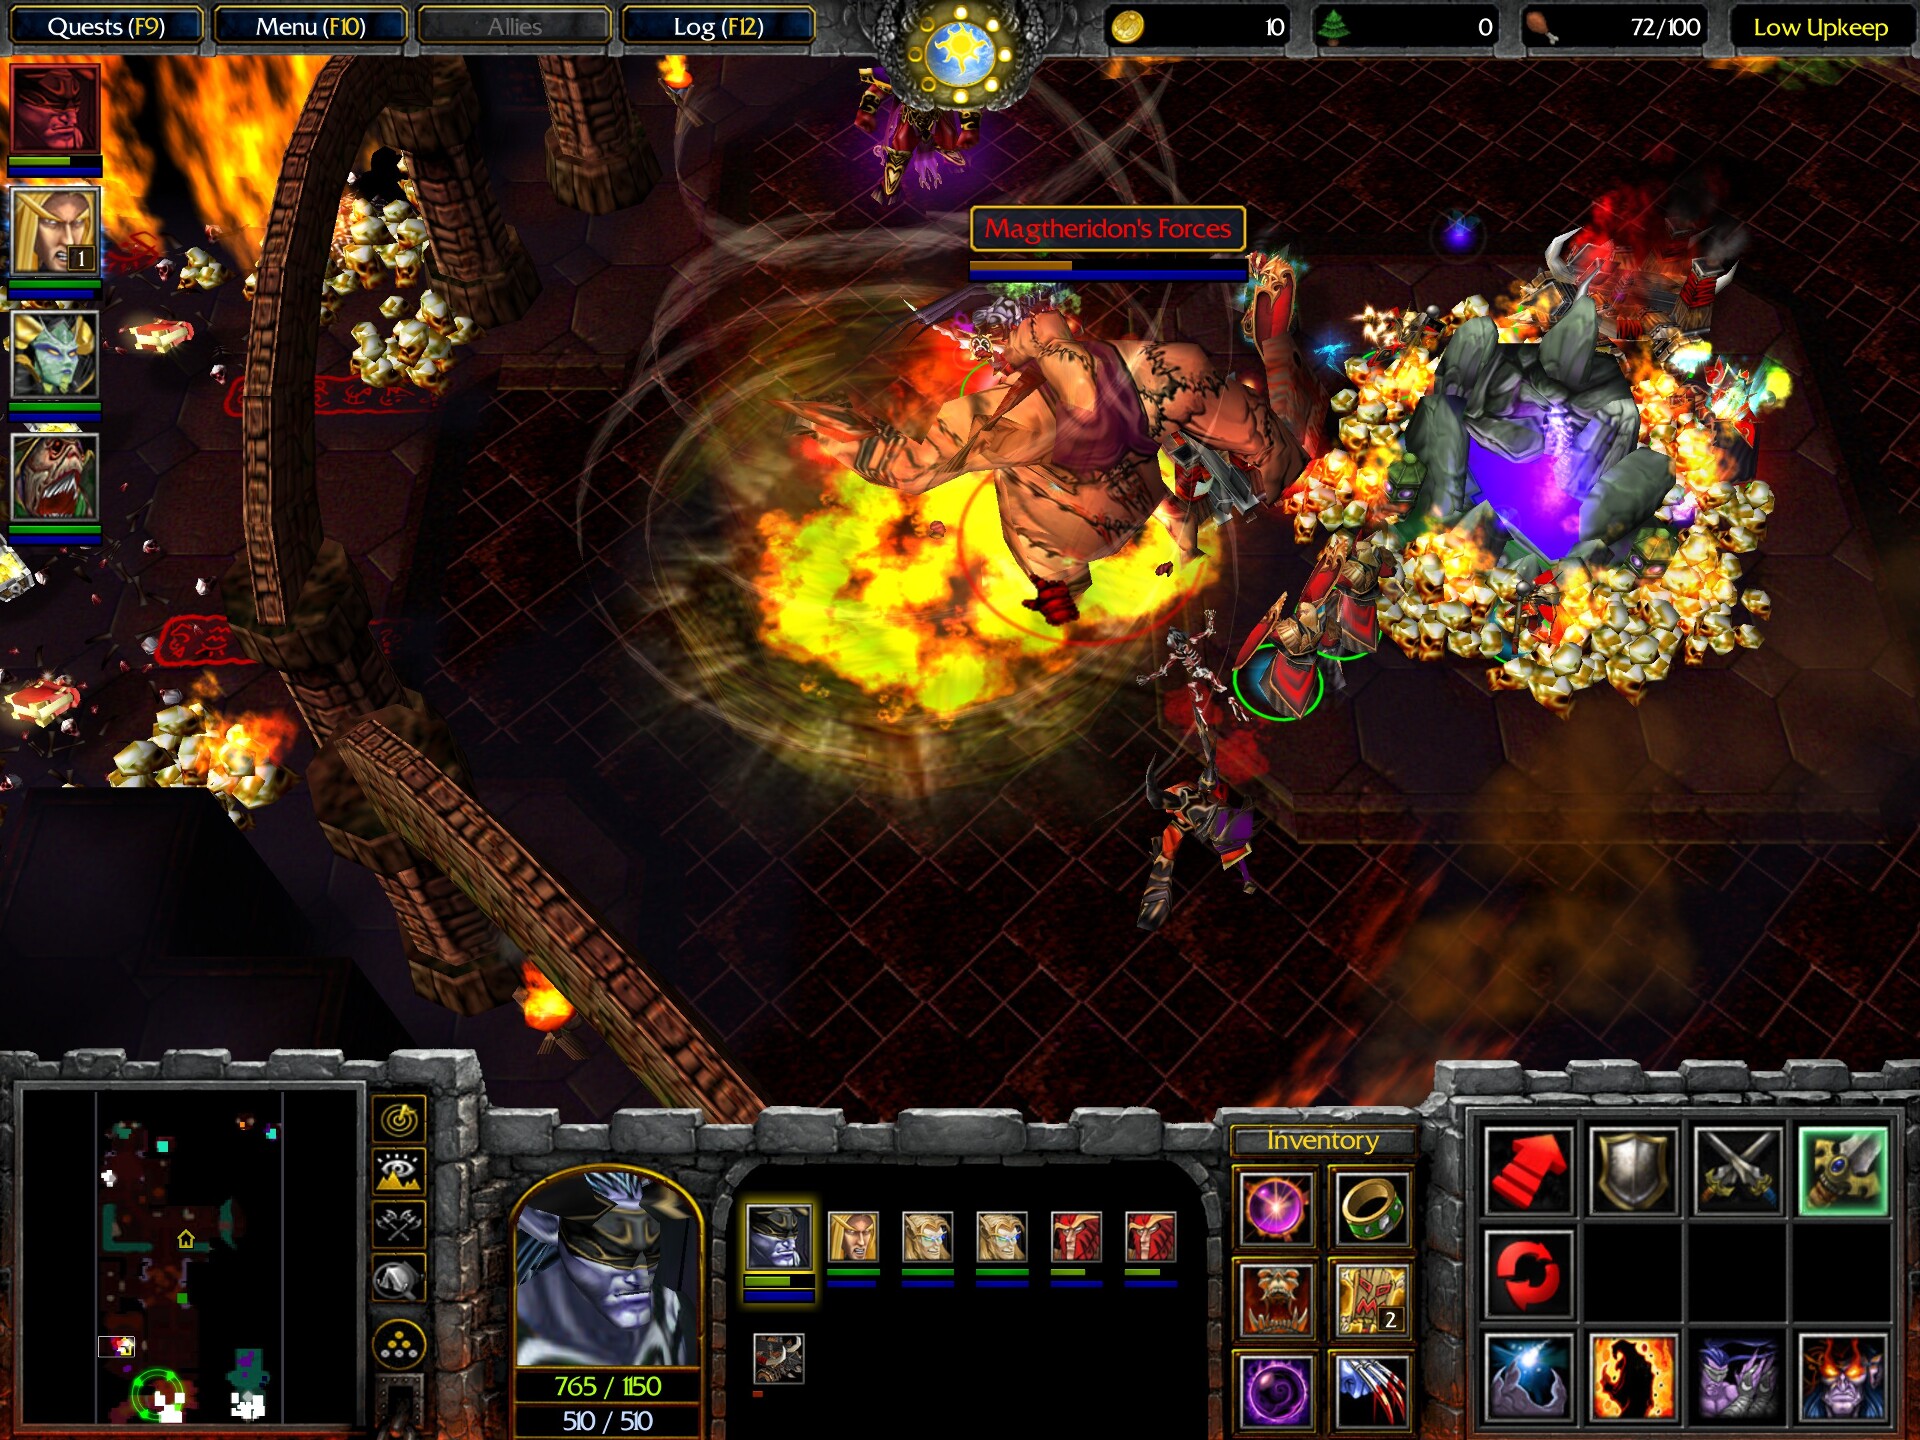 Quests (F9)
Menu (F10)
Allies
Log (F12)
10
0
72/100
Low Upkeep
1
Magtheridon's Forces
Inventory
2
765 / 1150
510 / 510